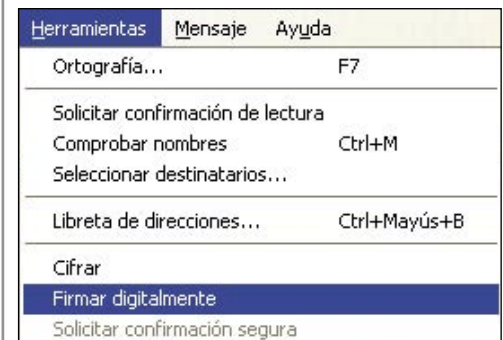 Herramientas Mensaje Ayuda
Ortografía... F7
Solicitar confirmación de lectura
Comprobar nombres Ctrl+M
Seleccionar destinatarios...
Libreta de direcciones... Ctrl+Mayús+B
Cifrar
Firmar digitalmente
Solicitar confirmación segura